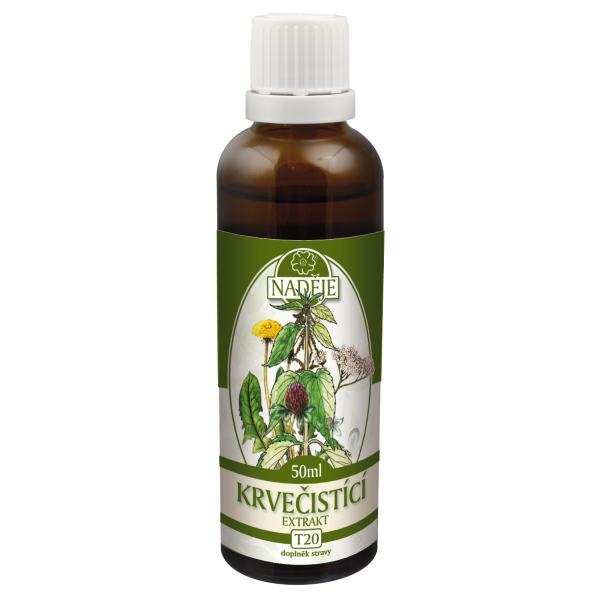 NADĚJE
50ml
KRVEČISTÍCÍ
EXTRAKT
T20
doplněk stravy